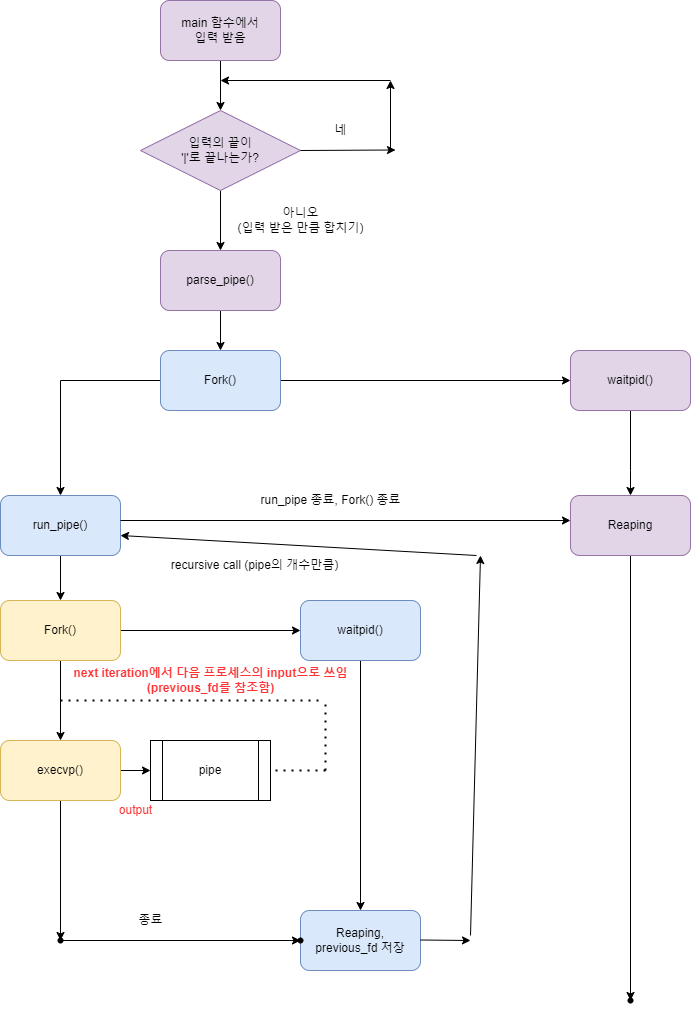 main 함수에서
입력 받음
네
입력의 끝이
'|'로 끝나는가?
아니오
(입력 받은 만큼 합치기)
parse_pipe()
Fork()
waitpid()
run_pipe 종료, Fork() 종료
run_pipe()
Reaping
recursive call (pipe의 개수만큼)
Fork()
waitpid()
next iteration에서 다음 프로세스의 input으로 쓰임
(previous_fd를 참조함)
execvp()
pipe
output
종료
Reaping,
previous_fd 저장